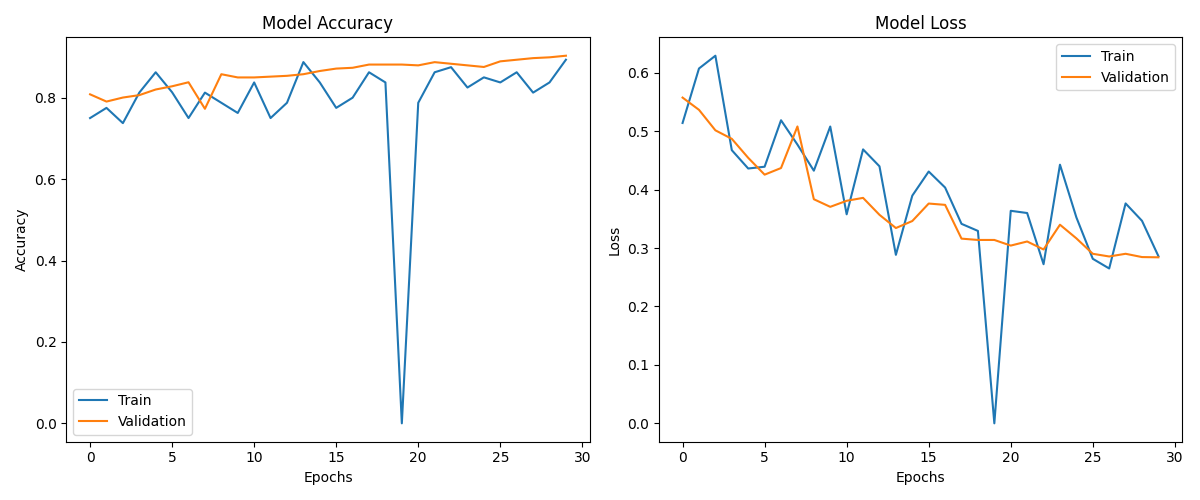 Model Accuracy
Accuracy
0.8
0.6
0.4
0.2
0.0
Train
Validation
0 5 10 15 20 25 30
Epochs
Model Loss
Loss
0.6
0.5
0.4
0.3
0.2
0.1
0.0
Train
Validation
0 5 10 15 20 25 30
Epochs